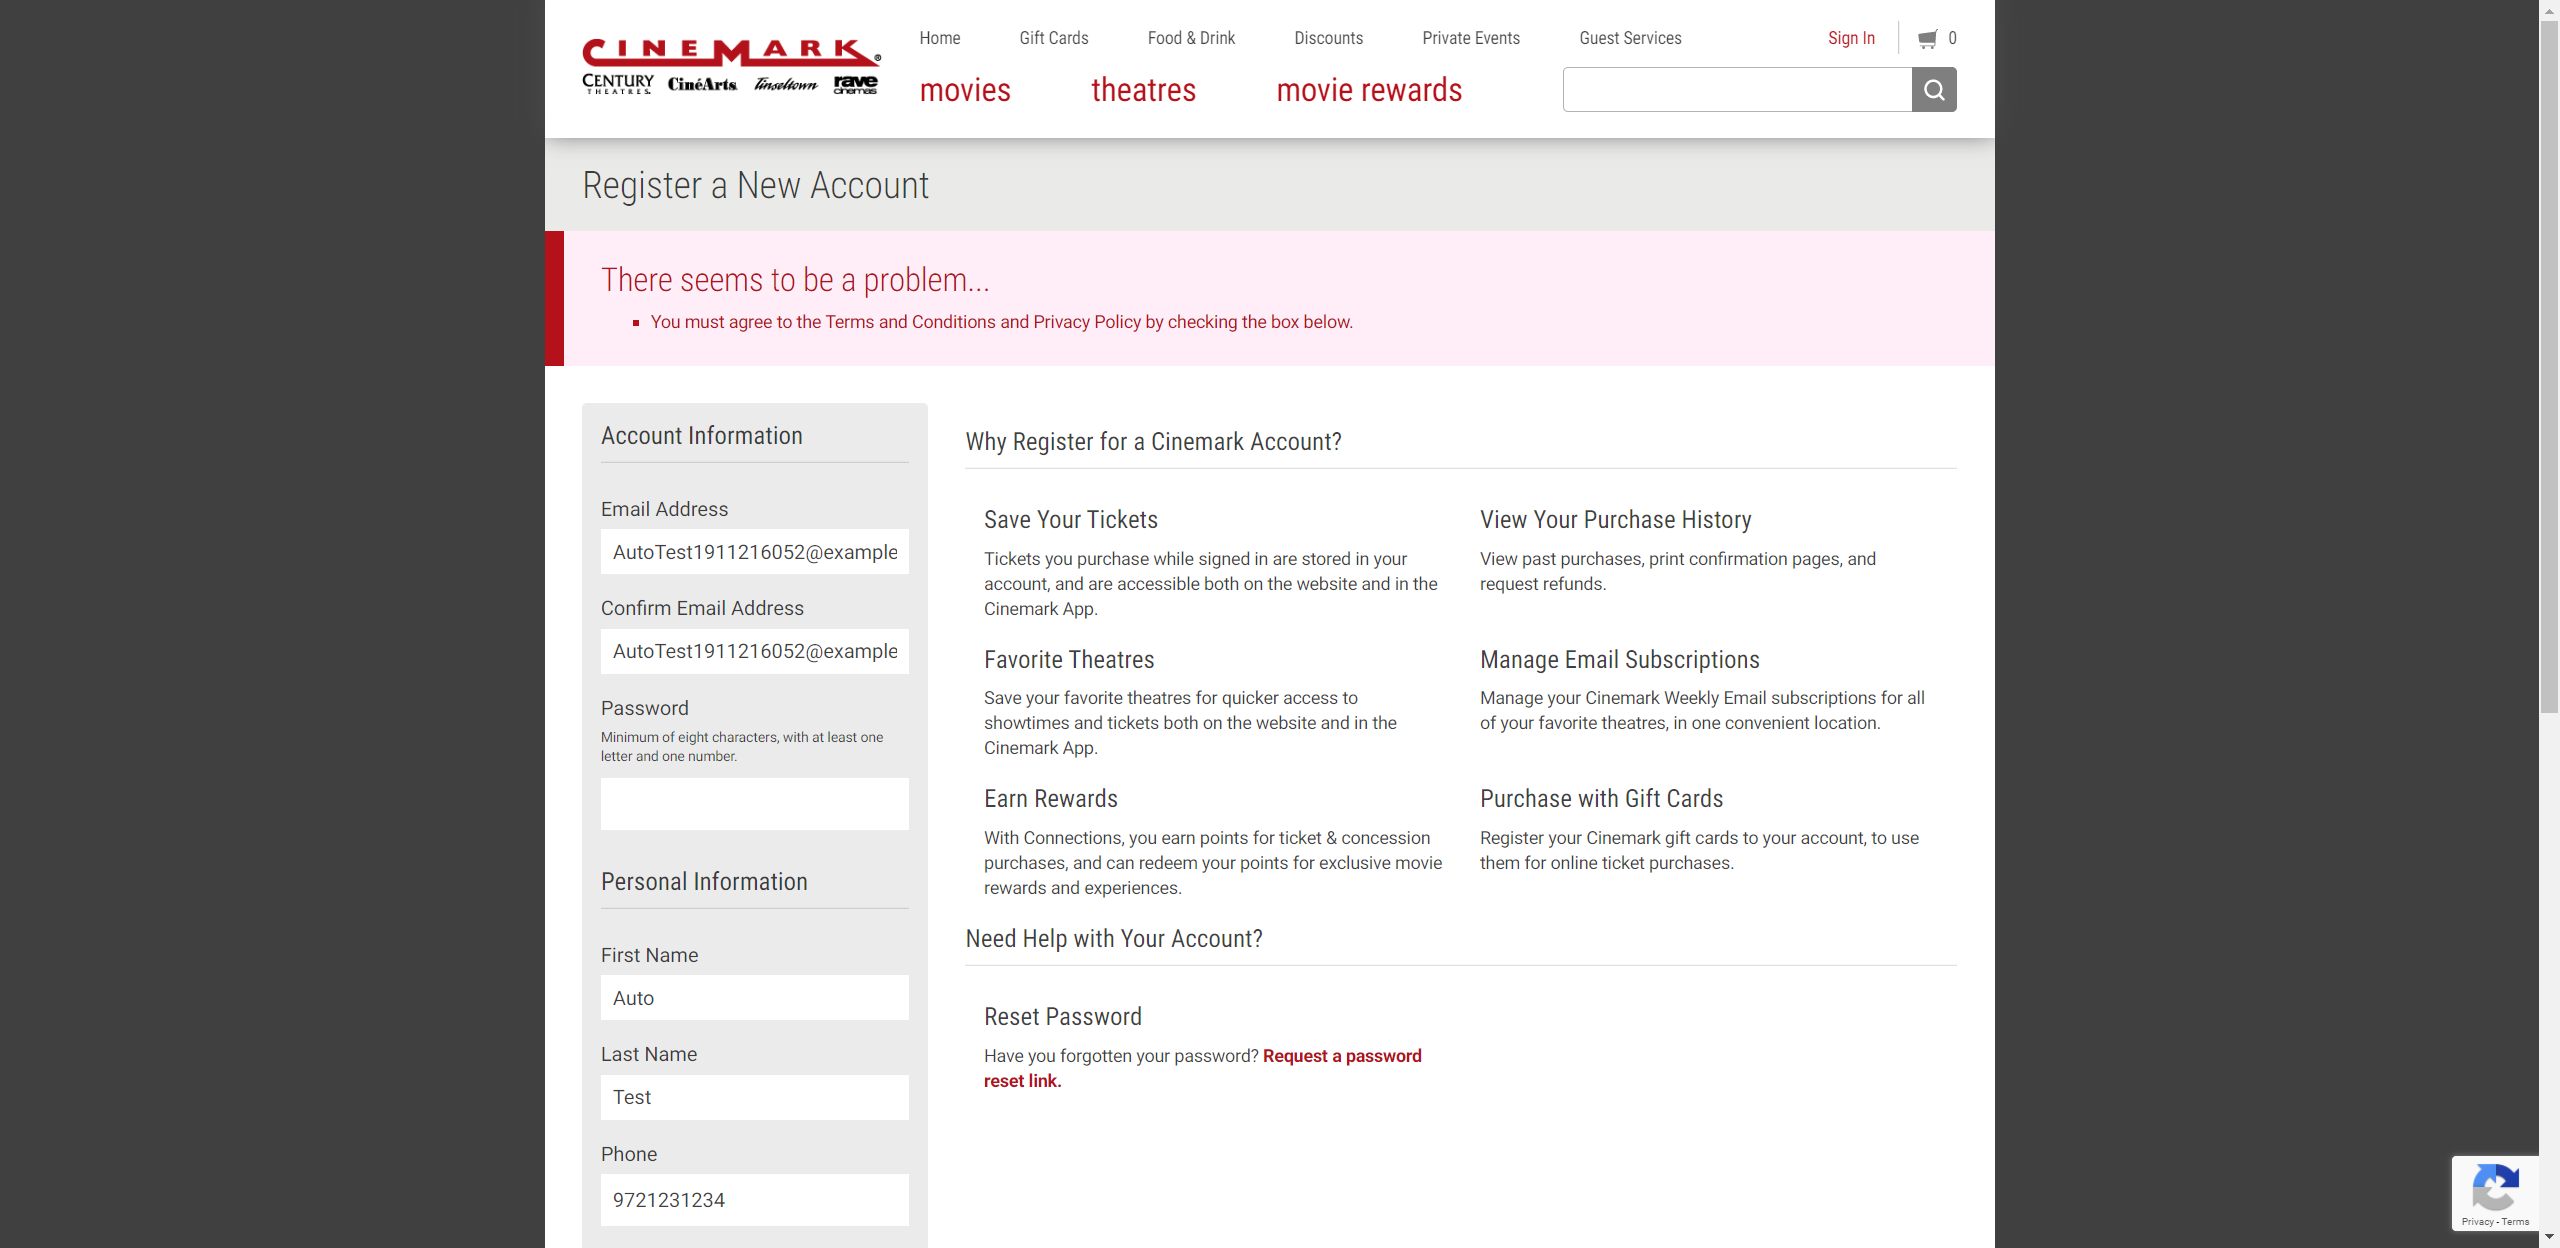 CINEMARK®
CENTURY THEATRES. CinéArts Tinseltown rave cinemas
Home Gift Cards Food & Drink Discounts Private Events Guest Services Sign In 0
movies theatres movie rewards
Register a New Account
There seems to be a problem...
You must agree to the Terms and Conditions and Privacy Policy by checking the box below.
Account Information
Email Address
AutoTest1911216052@example
Confirm Email Address
AutoTest1911216052@example
Password
Minimum of eight characters, with at least one
letter and one number.
Personal Information
First Name
Auto
Last Name
Test
Phone
9721231234
Why Register for a Cinemark Account?
Save Your Tickets
Tickets you purchase while signed in are stored in your
account, and are accessible both on the website and in the
Cinemark App.
View Your Purchase History
View past purchases, print confirmation pages, and
request refunds.
Favorite Theatres
Save your favorite theatres for quicker access to
showtimes and tickets both on the website and in the
Cinemark App.
Manage Email Subscriptions
Manage your Cinemark Weekly Email subscriptions for all
of your favorite theatres, in one convenient location.
Earn Rewards
With Connections, you earn points for ticket & concession
purchases, and can redeem your points for exclusive movie
rewards and experiences.
Purchase with Gift Cards
Register your Cinemark gift cards to your account, to use
them for online ticket purchases.
Need Help with Your Account?
Reset Password
Have you forgotten your password? Request a password
reset link.
Privacy - Terms